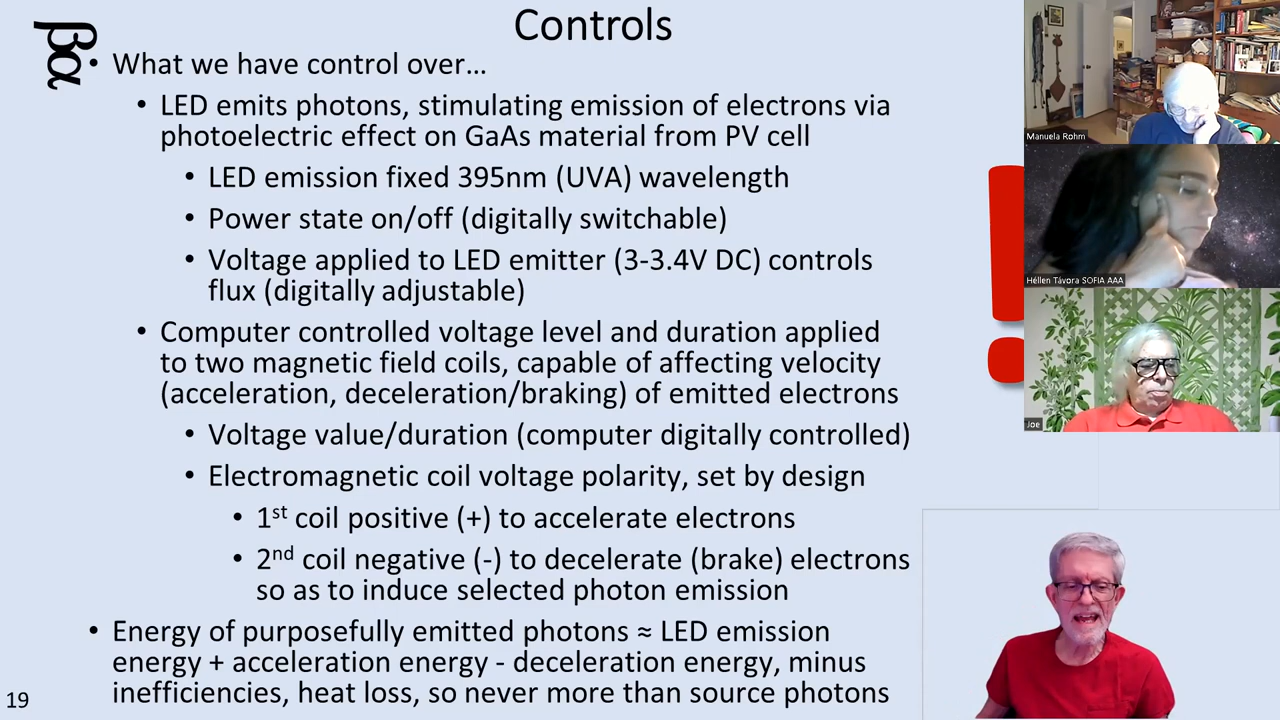 Controls
βα
• What we have control over…
• LED emits photons, stimulating emission of electrons via
photoelectric effect on GaAs material from PV cell
• LED emission fixed 395nm (UVA) wavelength
• Power state on/off (digitally switchable)
• Voltage applied to LED emitter (3-3.4V DC) controls
flux (digitally adjustable)
• Computer controlled voltage level and duration applied
to two magnetic field coils, capable of affecting velocity
(acceleration, deceleration/braking) of emitted electrons
• Voltage value/duration (computer digitally controlled)
• Electromagnetic coil voltage polarity, set by design
• 1st coil positive (+) to accelerate electrons
• 2nd coil negative (-) to decelerate (brake) electrons
so as to induce selected photon emission
• Energy of purposefully emitted photons ≈ LED emission
energy + acceleration energy - deceleration energy, minus
inefficiencies, heat loss, so never more than source photons
19
!
Manuela Rohm
Héllen Távora SOFIA AAA
Joe